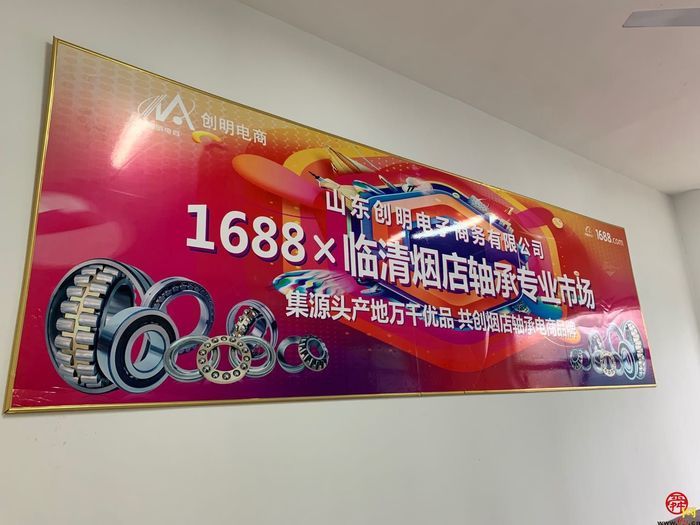 创明电商
山东创明电子商务有限公司
1688.com
1688×临清烟店轴承专业市场
集源头产地万千优品 共创烟店轴承电商品牌